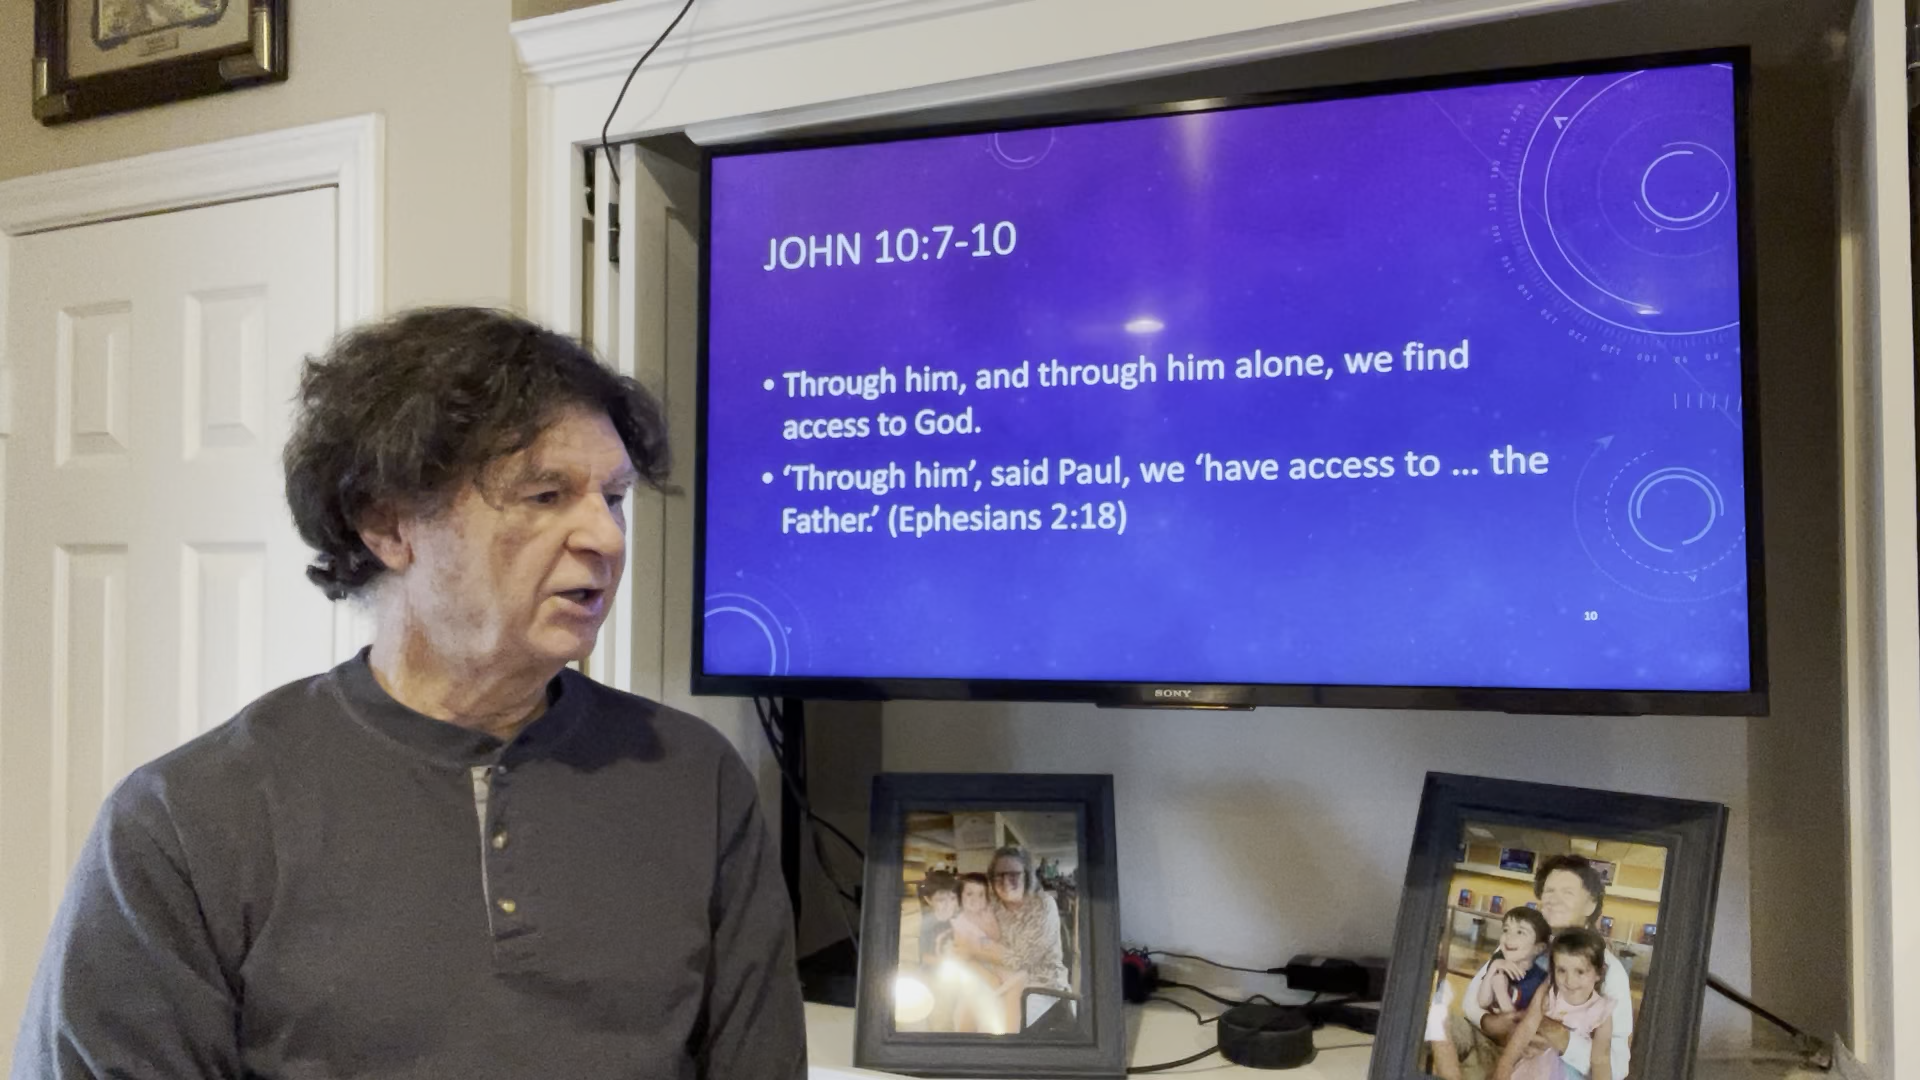 JOHN 10:7-10
• Through him, and through him alone, we find
access to God.
• ‘Through him’, said Paul, we ‘have access to ... the
Father.’ (Ephesians 2:18)
10
SONY